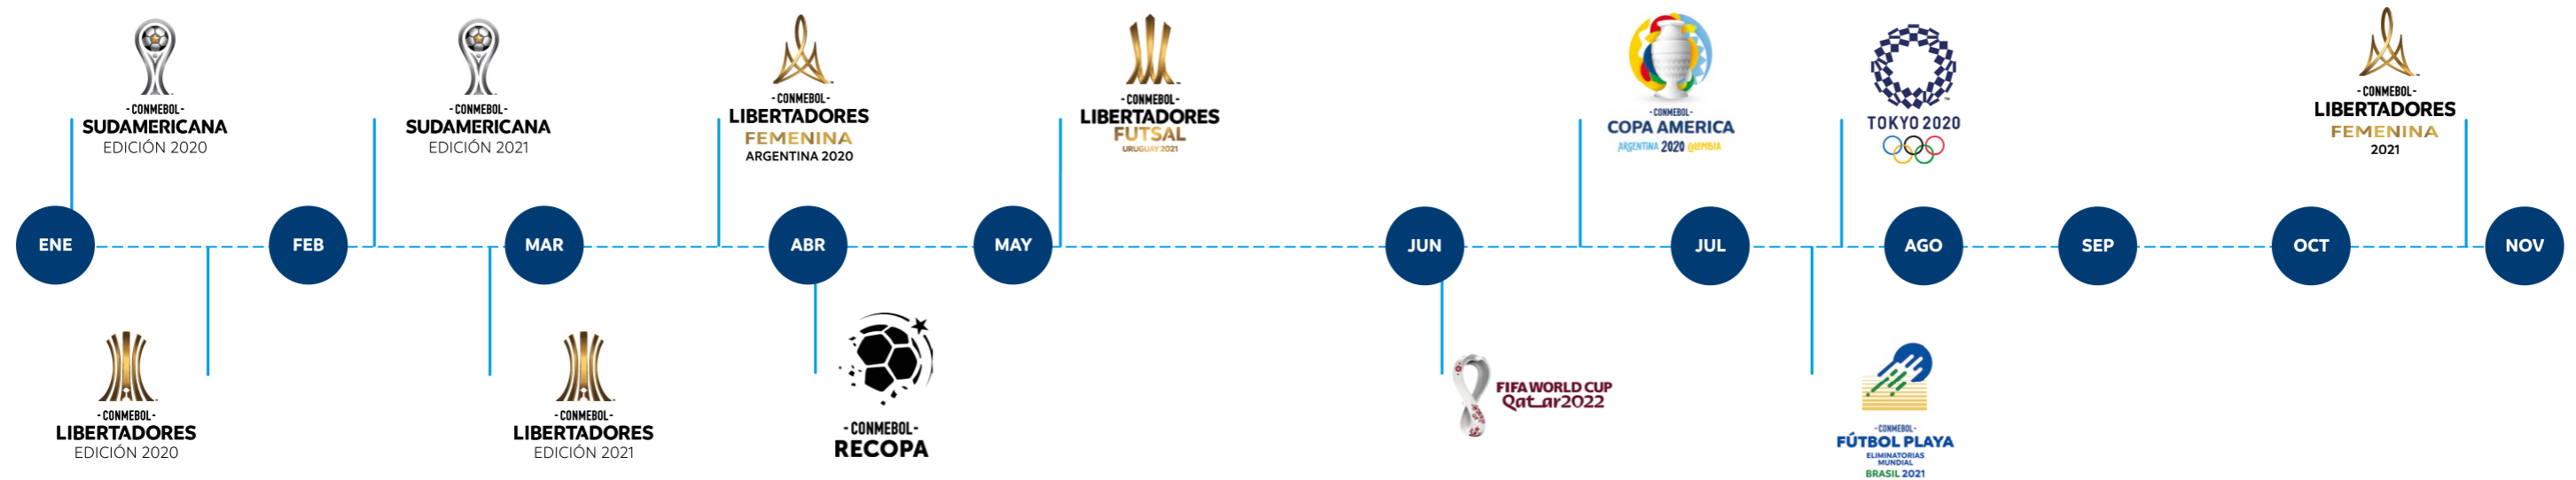 - CONMEBOL -
SUDAMERICANA
EDICIÓN 2020
- CONMEBOL -
SUDAMERICANA
EDICIÓN 2021
- CONMEBOL -
LIBERTADORES
FEMENINA
ARGENTINA 2020
- CONMEBOL -
LIBERTADORES
FUTSAL
URUGUAY 2021
- CONMEBOL -
COPA AMERICA
ARGENTINA 2020 COLOMBIA
TOKYO 2020
- CONMEBOL -
LIBERTADORES
FEMENINA
2021
ENE
FEB
MAR
ABR
MAY
JUN
JUL
AGO
SEP
OCT
NOV
- CONMEBOL -
LIBERTADORES
EDICIÓN 2020
- CONMEBOL -
LIBERTADORES
EDICIÓN 2021
- CONMEBOL -
RECOPA
FIFA WORLD CUP
Qatar2022
- CONMEBOL -
FÚTBOL PLAYA
ELIMINATORIAS
MUNDIAL
BRASIL 2021